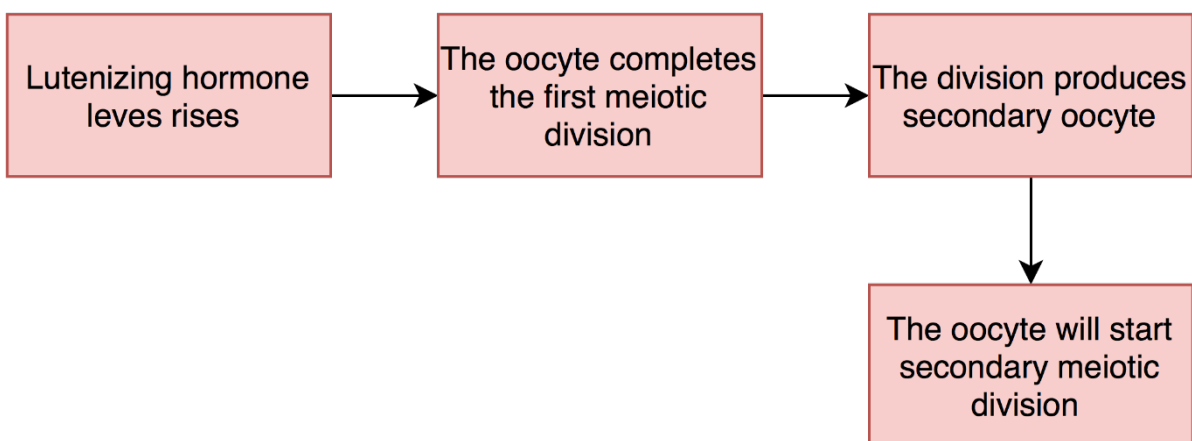 Lutenizing hormone
leves rises
The oocyte completes
the first meiotic
division
The division produces
secondary oocyte
The oocyte will start
secondary meiotic
division